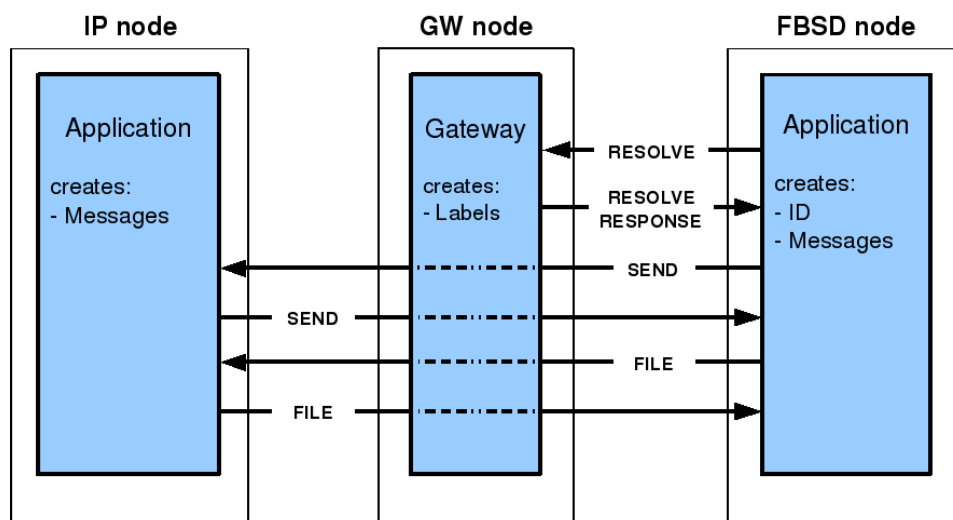 IP node
GW node
FBSD node
Application
creates:
- Messages
Gateway
creates:
- Labels
Application
creates:
- ID
- Messages
RESOLVE
RESOLVE
RESPONSE
SEND
SEND
FILE
FILE